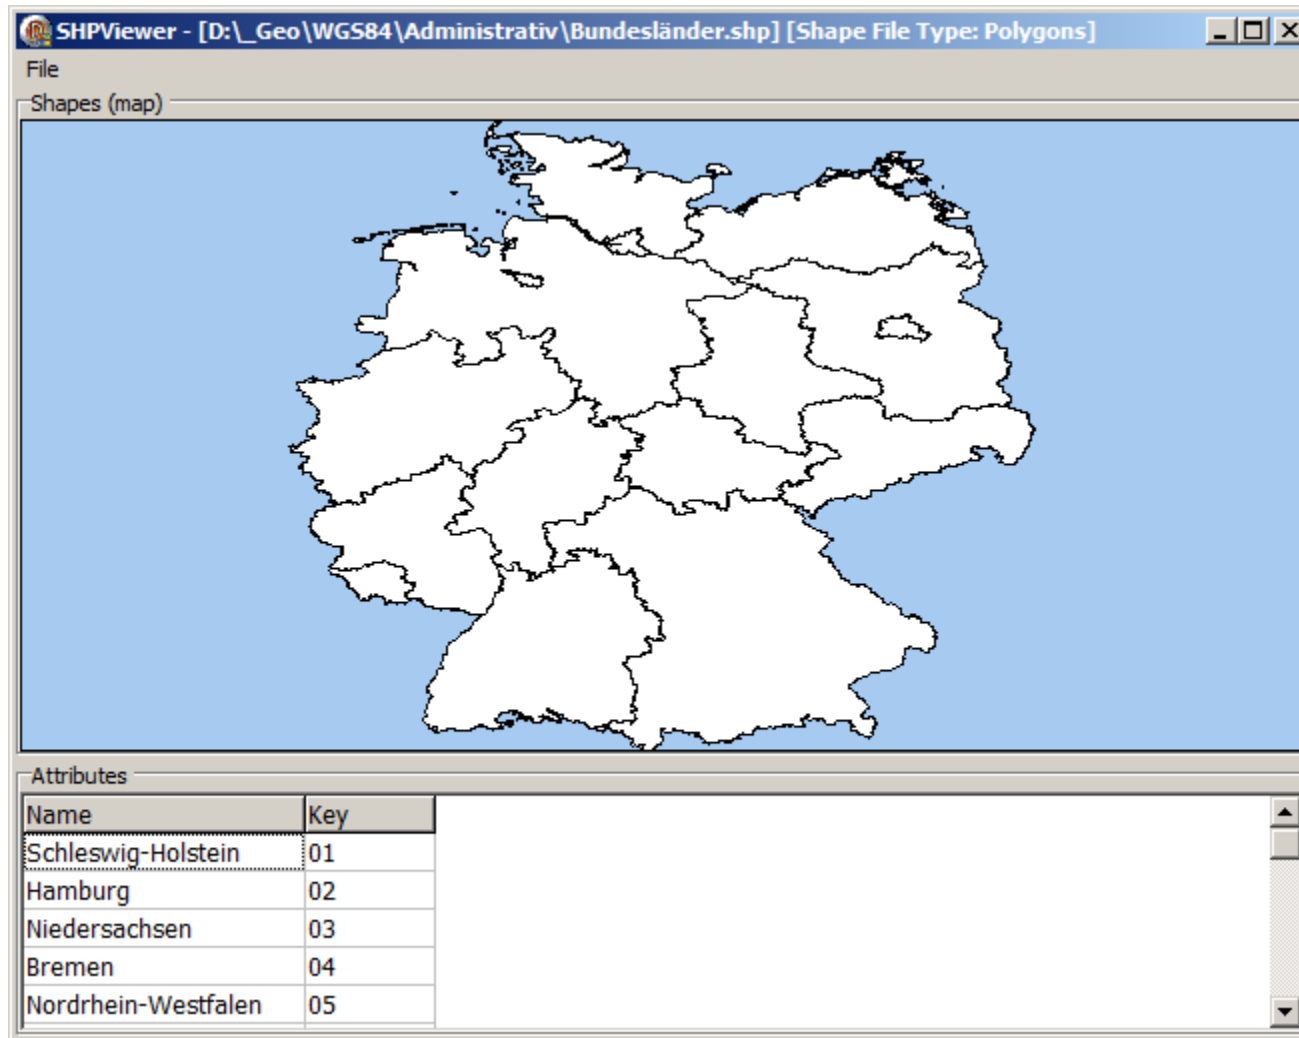 SHPViewer - [D:\_Geo\WGS84\Administrativ\Bundesländer.shp] [Shape File Type: Polygons]
File
Shapes (map)
Attributes
Name Key
Schleswig-Holstein 01
Hamburg 02
Niedersachsen 03
Bremen 04
Nordrhein-Westfalen 05